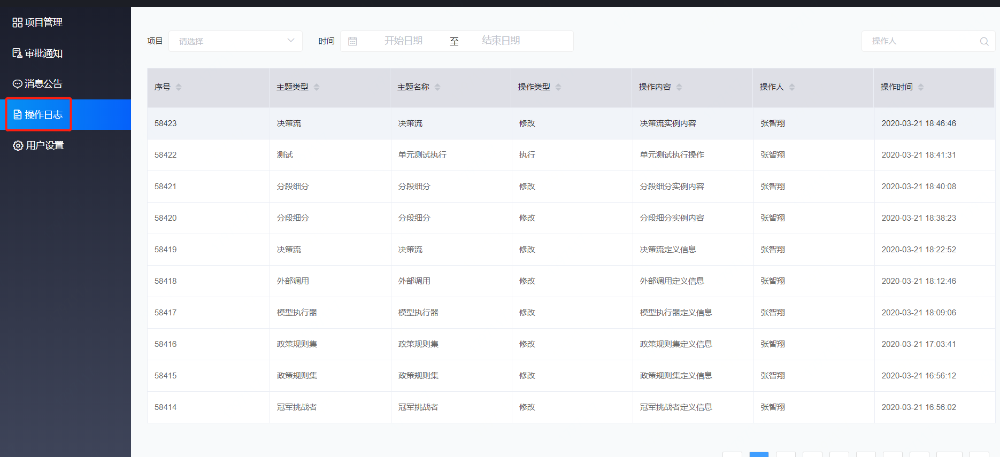 项目管理
审批通知
消息公告
操作日志
用户设置
项目 请选择 时间 开始日期 至 结束日期 操作人
序号 主题类型 主题名称 操作类型 操作内容 操作人 操作时间
58423 决策流 决策流 修改 决策流实例内容 张智翔 2020-03-21 18:46:46
58422 测试 单元测试执行 执行 单元测试执行操作 张智翔 2020-03-21 18:41:31
58421 分段细分 分段细分 修改 分段细分实例内容 张智翔 2020-03-21 18:40:08
58420 分段细分 分段细分 修改 分段细分实例内容 张智翔 2020-03-21 18:38:23
58419 决策流 决策流 修改 决策流定义信息 张智翔 2020-03-21 18:22:52
58418 外部调用 外部调用 修改 外部调用定义信息 张智翔 2020-03-21 18:12:46
58417 模型执行器 模型执行器 修改 模型执行器定义信息 张智翔 2020-03-21 18:09:06
58416 政策规则集 政策规则集 修改 政策规则集定义信息 张智翔 2020-03-21 17:03:41
58415 政策规则集 政策规则集 修改 政策规则集定义信息 张智翔 2020-03-21 16:56:12
58414 冠军挑战者 冠军挑战者 修改 冠军挑战者定义信息 张智翔 2020-03-21 16:56:02